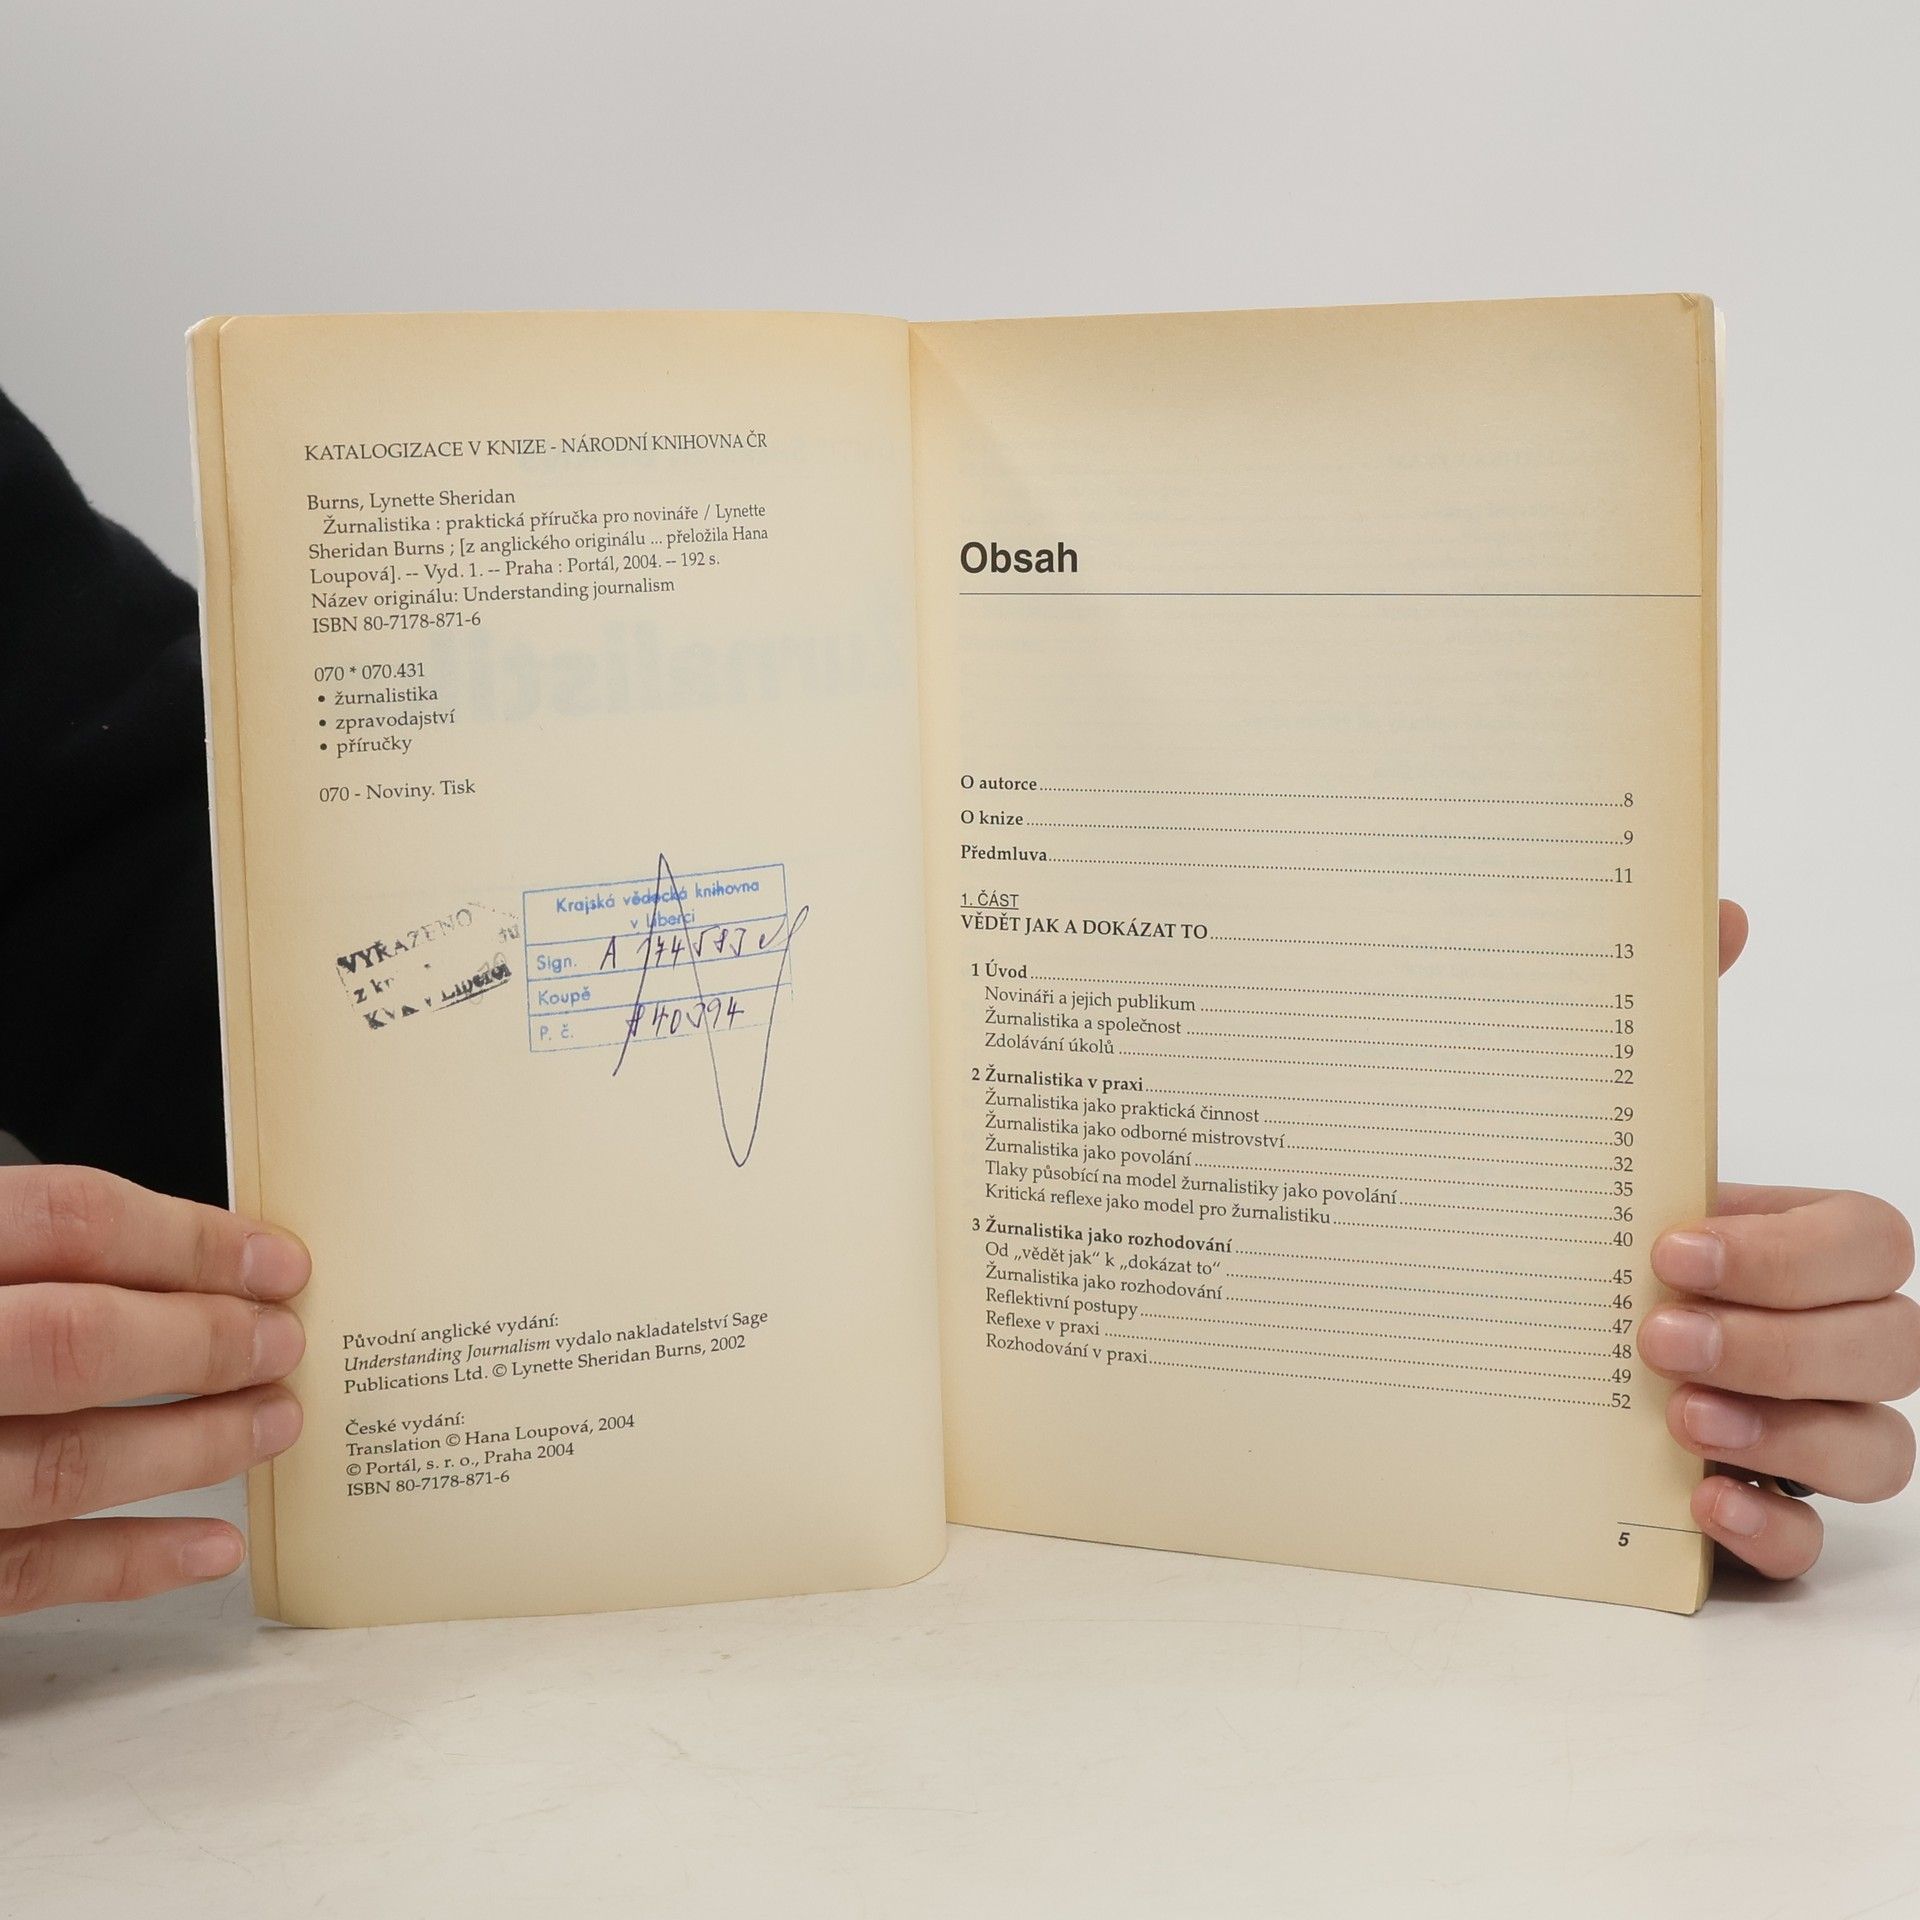 KATALOGIZACE V KNIZE - NÁRODNÍ KNIHOVNA ČR
Burns, Lynette Sheridan
Žurnalistika : praktická příručka pro novináře / Lynette
Sheridan Burns ; [z anglického originálu ... přeložila Hana
Loupová]. -- Vyd. 1. -- Praha : Portál, 2004. -- 192 s.
Název originálu: Understanding journalism
ISBN 80-7178-871-6
070 * 070.431
• žurnalistika
• zpravodajství
• příručky
070 - Noviny. Tisk
VYŘAZENO
z
KVK v Liberci
Krajská vědecká knihovna
v Liberci
Sign. A
Koupě
P. č.
Původní anglické vydání:
Understanding Journalism vydalo nakladatelství Sage
Publications Ltd. © Lynette Sheridan Burns, 2002
České vydání:
Translation © Hana Loupová, 2004
© Portál, s. r. o., Praha 2004
ISBN 80-7178-871-6
Obsah
O autorce 8
O knize 9
Předmluva 11
1. ČÁST
VĚDĚT JAK A DOKÁZAT TO 13
1 Úvod 15
Novináři a jejich publikum 18
Žurnalistika a společnost 19
Zdolávání úkolů 22
2 Žurnalistika v praxi 29
Žurnalistika jako praktická činnost 30
Žurnalistika jako odborné mistrovství 32
Žurnalistika jako povolání 35
Tlaky působící na model žurnalistiky jako povolání 36
Kritická reflexe jako model pro žurnalistiku 40
3 Žurnalistika jako rozhodování 45
Od „vědět jak“ k „dokázat to“ 46
Žurnalistika jako rozhodování 47
Reflektivní postupy 48
Reflexe v praxi 49
Rozhodování v praxi 52
5